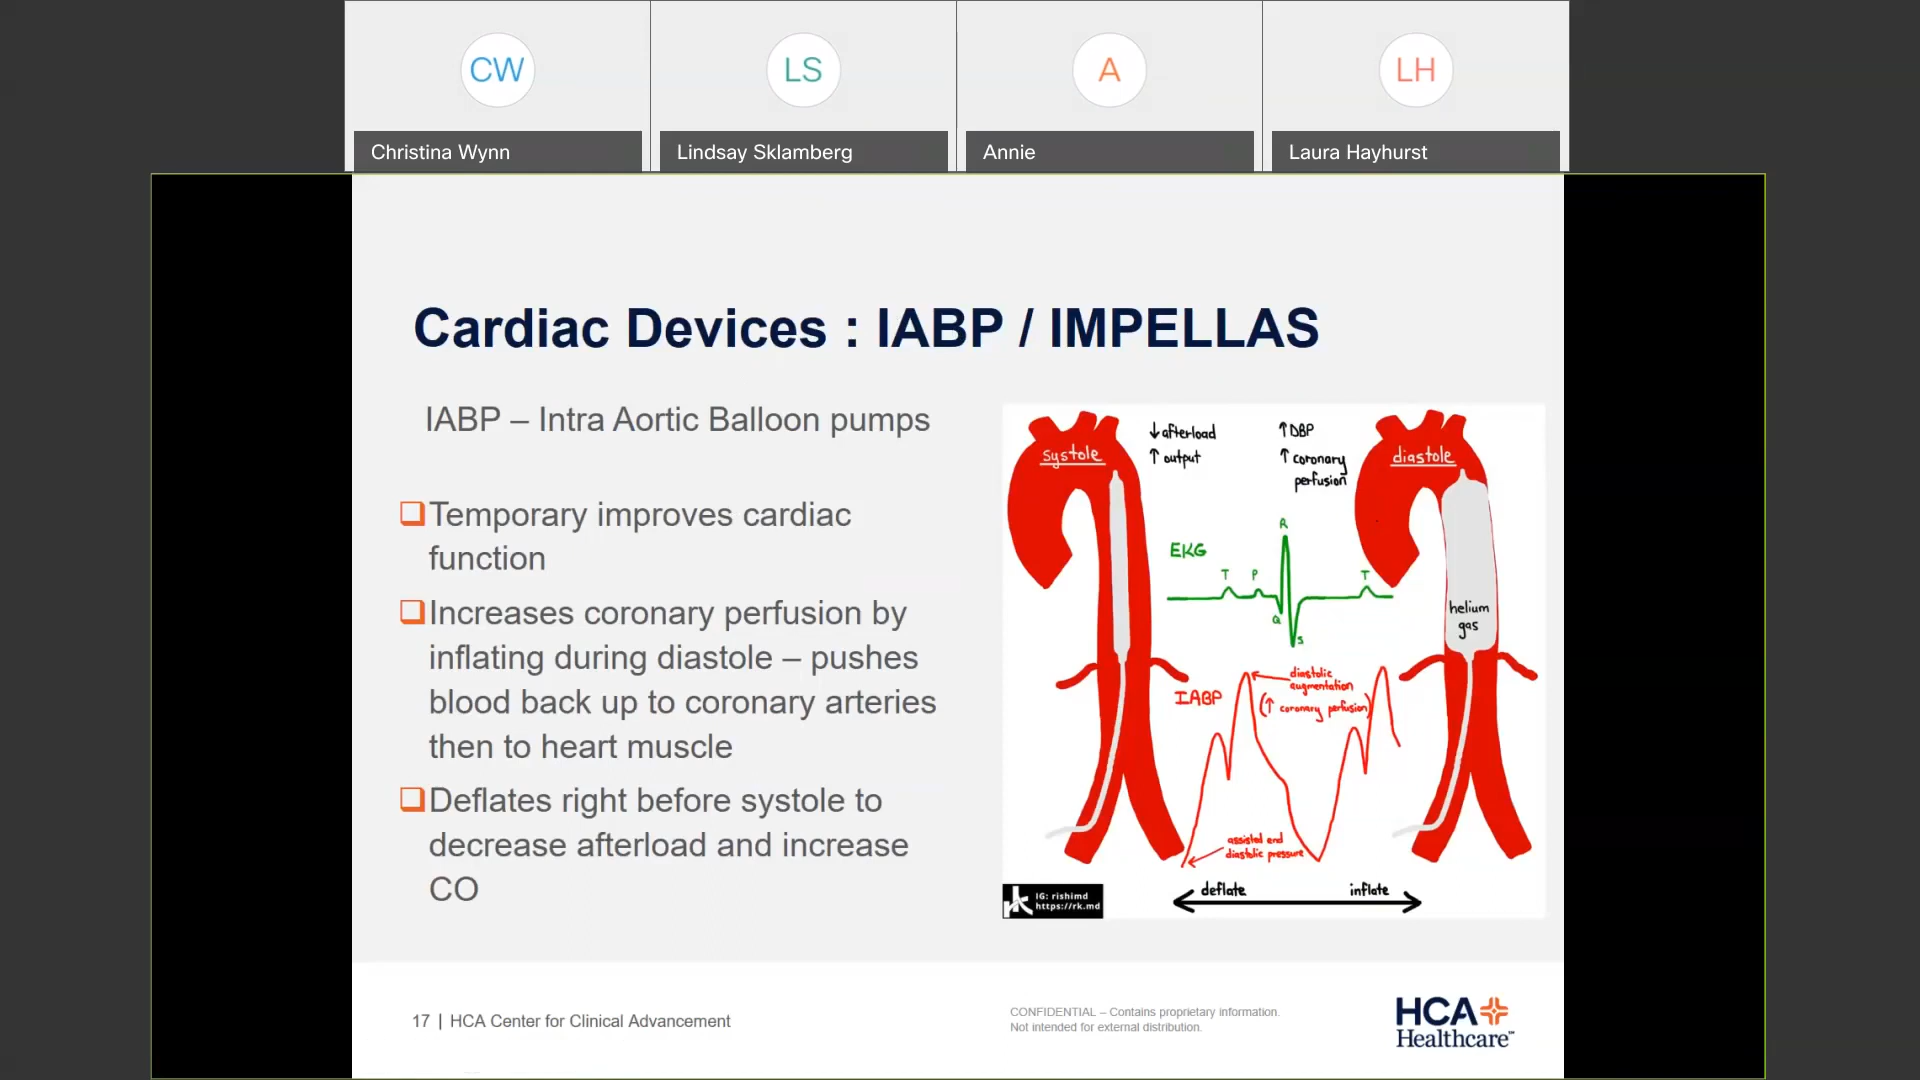 CW
LS
A
LH
Christina Wynn
Lindsay Sklamberg
Annie
Laura Hayhurst
Cardiac Devices : IABP / IMPELLAS
IABP – Intra Aortic Balloon pumps
Temporary improves cardiac
function
Increases coronary perfusion by
inflating during diastole – pushes
blood back up to coronary arteries
then to heart muscle
Deflates right before systole to
decrease afterload and increase
CO
systole
↓ afterload
↑ output
↑ DBP
↑ coronary
perfusion
diastole
EKG
T P Q R S T
helium
gas
IABP
diastolic
augmentation
(↑ coronary perfusion)
assisted end
diastolic pressure
deflate
inflate
rk
IG: rishimd
https://rk.md
17 | HCA Center for Clinical Advancement
CONFIDENTIAL – Contains proprietary information.
Not intended for external distribution.
HCA
Healthcare™